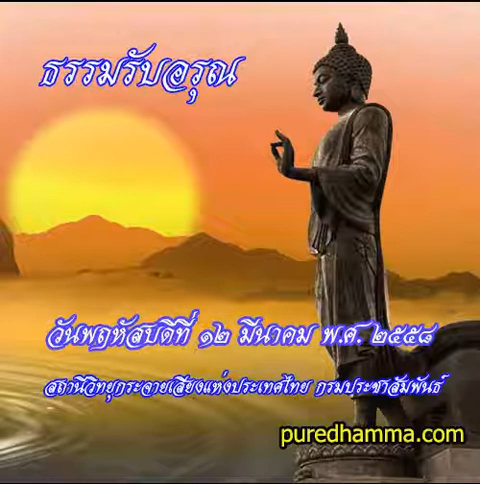 ธรรมรับอรุณ
วันพฤหัสบดีที่ ๑๒ มีนาคม พ.ศ. ๒๕๕๘
สถานีวิทยุกระจายเสียงแห่งประเทศไทย กรมประชาสัมพันธ์
puredhamma.com